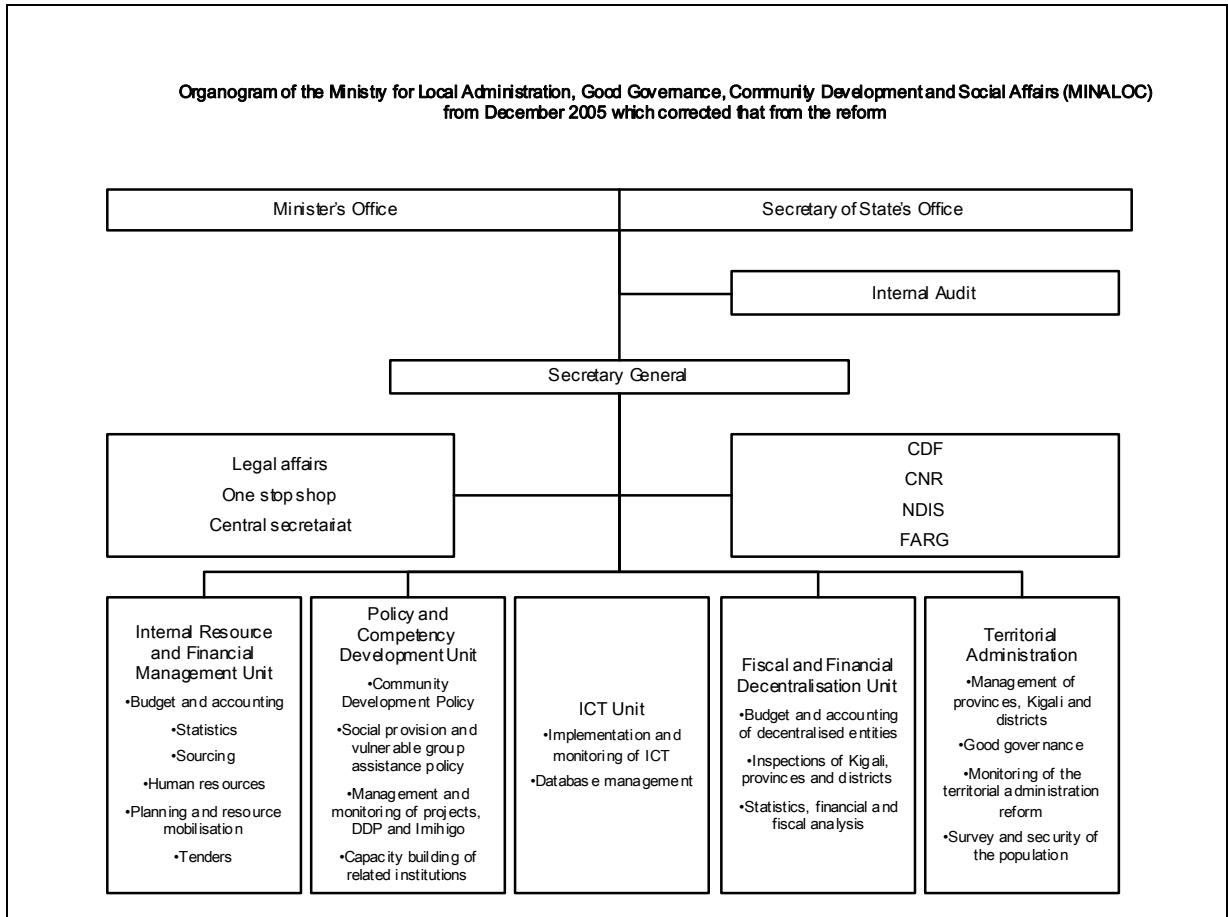 Organogram of the Ministry for Local Administration, Good Governance, Community Development and Social Affairs (MINALOC)
from December 2005 which corrected that from the reform
Minister's Office
Secretary of State's Office
Internal Audit
Secretary General
Legal affairs
One stop shop
Central secretariat
CDF
CNR
NDIS
FARG
Internal Resource
and Financial
Management Unit
•Budget and accounting
•Statistics
•Sourcing
•Human resources
•Planning and resource
mobilisation
•Tenders
Policy and
Competency
Development Unit
•Community
Development Policy
•Social provision and
vulnerable group
assistance policy
•Management and
monitoring of projects,
DDP and Imihigo
•Capacity building of
related institutions
ICT Unit
•Implementation and
monitoring of ICT
•Database management
Fiscal and Financial
Decentralisation Unit
•Budget and accounting
of decentralised entities
•Inspections of Kigali,
provinces and districts
•Statistics, financial and
fiscal analysis
Territorial
Administration
•Management of
provinces, Kigali and
districts
•Good governance
•Monitoring of the
territorial administration
reform
•Survey and security of
the population